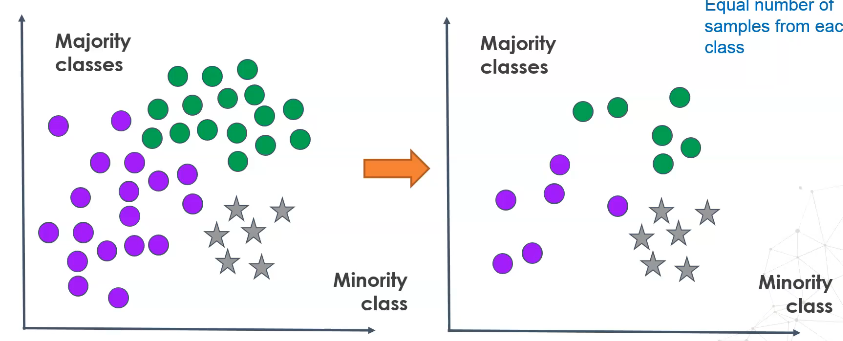 Equal number of
samples from eac
class
Majority
classes
Minority
class
Majority
classes
Minority
class